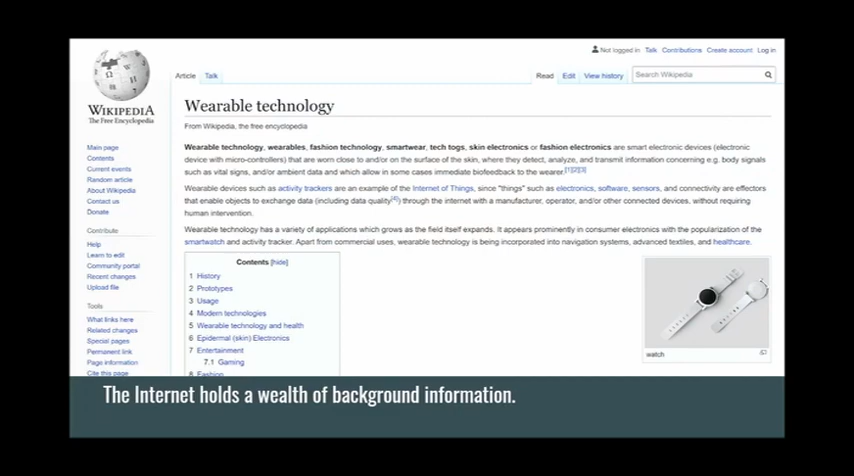 Not logged in Talk Contributions Create account Log in
Article Talk Read Edit View history Search Wikipedia
WIKIPEDIA
The Free Encyclopedia
Main page
Contents
Current events
Random article
About Wikipedia
Contact us
Donate
Contribute
Help
Learn to edit
Community portal
Recent changes
Upload file
Tools
What links here
Related changes
Special pages
Permanent link
Page information
Cite this page
Wearable technology
From Wikipedia, the free encyclopedia
Wearable technology, wearables, fashion technology, smartwear, tech togs, skin electronics or fashion electronics are smart electronic devices (electronic
device with micro-controllers) that are worn close to and/or on the surface of the skin, where they detect, analyze, and transmit information concerning e.g. body signals
such as vital signs, and/or ambient data and which allow in some cases immediate biofeedback to the wearer.[1][2][3]
Wearable devices such as activity trackers are an example of the Internet of Things, since "things" such as electronics, software, sensors, and connectivity are effectors
that enable objects to exchange data (including data quality[4]) through the internet with a manufacturer, operator, and/or other connected devices, without requiring
human intervention.
Wearable technology has a variety of applications which grows as the field itself expands. It appears prominently in consumer electronics with the popularization of the
smartwatch and activity tracker. Apart from commercial uses, wearable technology is being incorporated into navigation systems, advanced textiles, and healthcare.
Contents [hide]
1 History
2 Prototypes
3 Usage
4 Modern technologies
5 Wearable technology and health
6 Epidermal (skin) Electronics
7 Entertainment
7.1 Gaming
8 Fashion
watch
The Internet holds a wealth of background information.